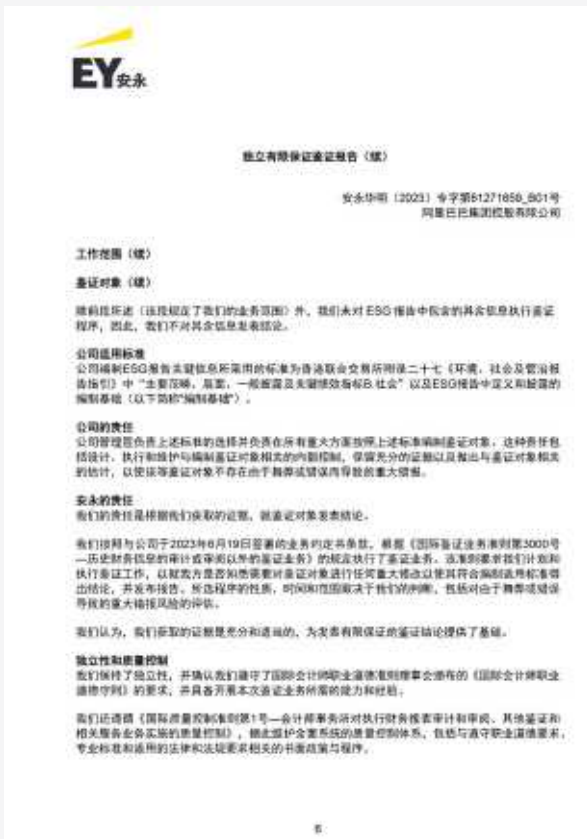 EY安永
独立有限保证鉴证报告（续）
安永华明（2023）专字第61271659_B01号
阿里巴巴集团控股有限公司
工作范围（续）
鉴证对象（续）
除前段所述（该段规定了我们的业务范围）外，我们未对 ESG 报告中包含的其余信息执行鉴证
程序，因此，我们不对其余信息发表结论。
公司适用标准
公司编制ESG报告关键信息所采用的标准为香港联合交易所附录二十七《环境、社会及管治报
告指引》中“主要范畴、层面、一般披露及关键绩效指标B.社会”以及ESG报告中定义和披露的
编制基础（以下简称“编制基础”）。
公司的责任
公司管理层负责上述标准的选择并负责在所有重大方面按照上述标准编制鉴证对象。这种责任包
括设计、执行和维护与编制鉴证对象相关的内部控制，保留充分的证据以及做出与鉴证对象相关
的估计，以使该等鉴证对象不存在由于舞弊或错误而导致的重大错报。
安永的责任
我们的责任是根据我们获取的证据，就鉴证对象发表结论。
我们按照与公司于2023年6月19日签署的业务约定书条款，根据《国际鉴证业务准则第3000号
—历史财务信息的审计或审阅以外的鉴证业务》的规定执行了鉴证业务。该准则要求我们计划和
执行鉴证工作，以就我方是否知悉需要对鉴证对象进行任何重大修改以使其符合编制适用标准得
出结论，并发布报告。所选程序的性质、时间和范围取决于我们的判断，包括对由于舞弊或错误
导致的重大错报风险的评估。
我们认为，我们获取的证据是充分和适当的，为发表有限保证的鉴证结论提供了基础。
独立性和质量控制
我们保持了独立性，并确认我们遵守了国际会计师职业道德准则理事会颁布的《国际会计师职业
道德守则》的要求，并具备开展本次鉴证业务所需的能力和经验。
我们还遵循《国际质量控制准则第1号—会计师事务所对执行财务报表审计和审阅、其他鉴证和
相关服务业务实施的质量控制》，据此维护全面系统的质量控制体系，包括与遵守职业道德要求、
专业标准和适用的法律和法规要求相关的书面政策与程序。
6